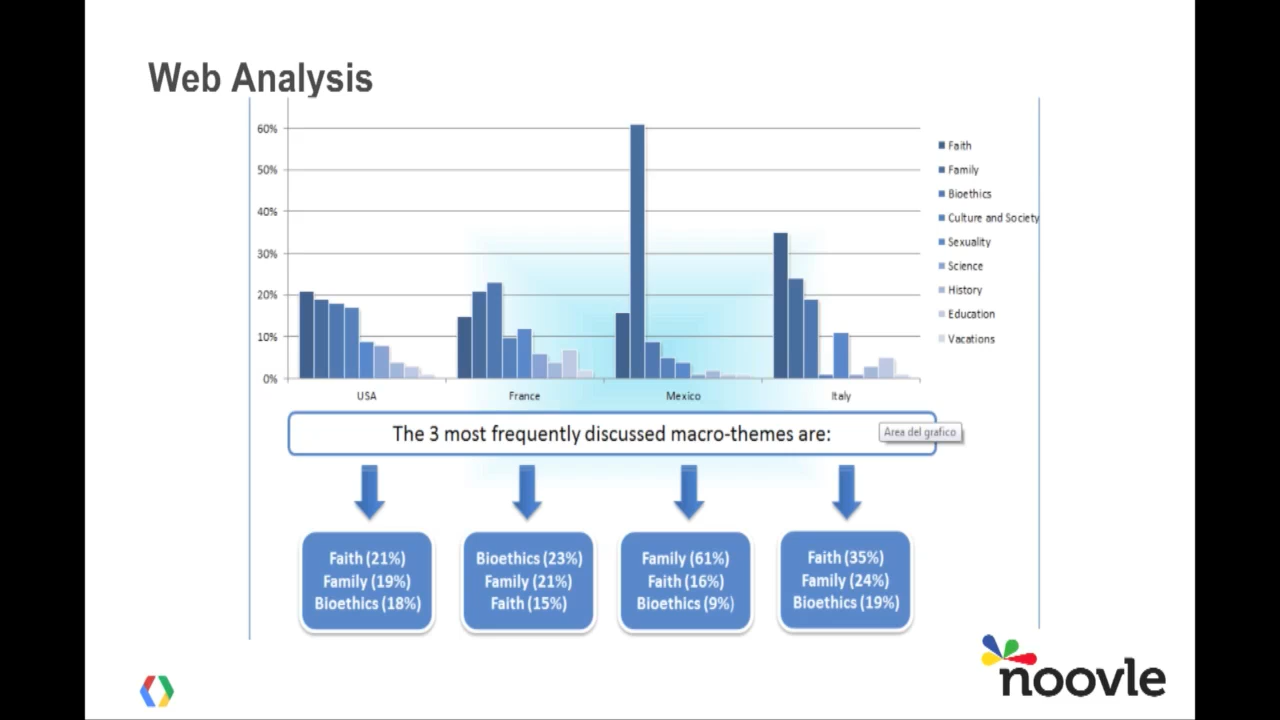 Web Analysis
60%
50%
40%
30%
20%
10%
0%
USA
France
Mexico
Italy
Faith
Family
Bioethics
Culture and Society
Sexuality
Science
History
Education
Vacations
The 3 most frequently discussed macro-themes are:
Area del grafico
Faith (21%)
Family (19%)
Bioethics (18%)
Bioethics (23%)
Family (21%)
Faith (15%)
Family (61%)
Faith (16%)
Bioethics (9%)
Faith (35%)
Family (24%)
Bioethics (19%)
noovle